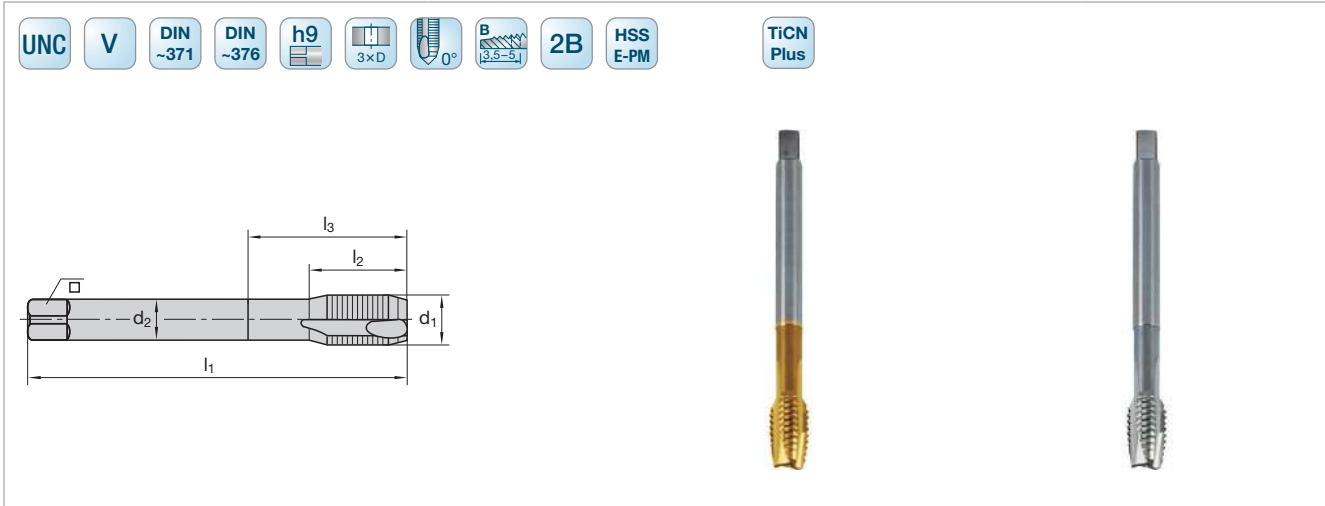 UNC
V
DIN
~371
DIN
~376
h9
3×D
0°
B
3,5–5
2B
HSS
E-PM
TiCN
Plus
l3
l2
d2
d1
l1